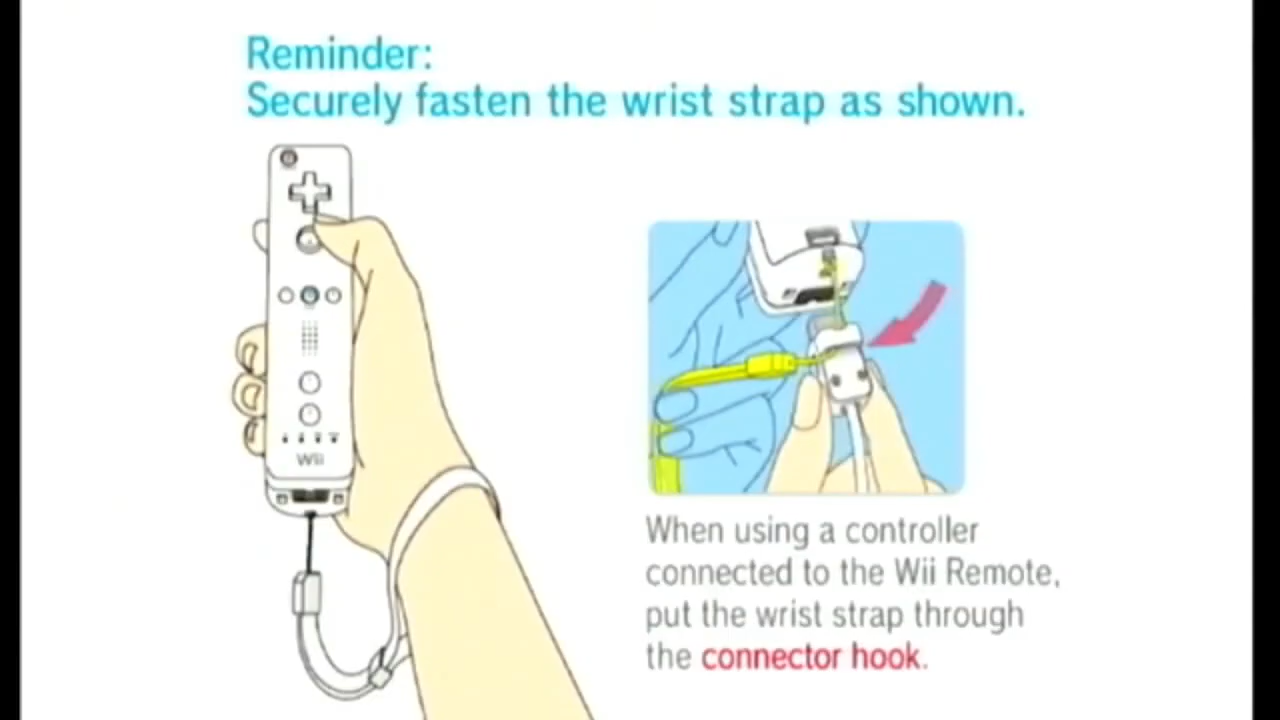 Reminder:
Securely fasten the wrist strap as shown.
Wii
When using a controller
connected to the Wii Remote,
put the wrist strap through
the connector hook.